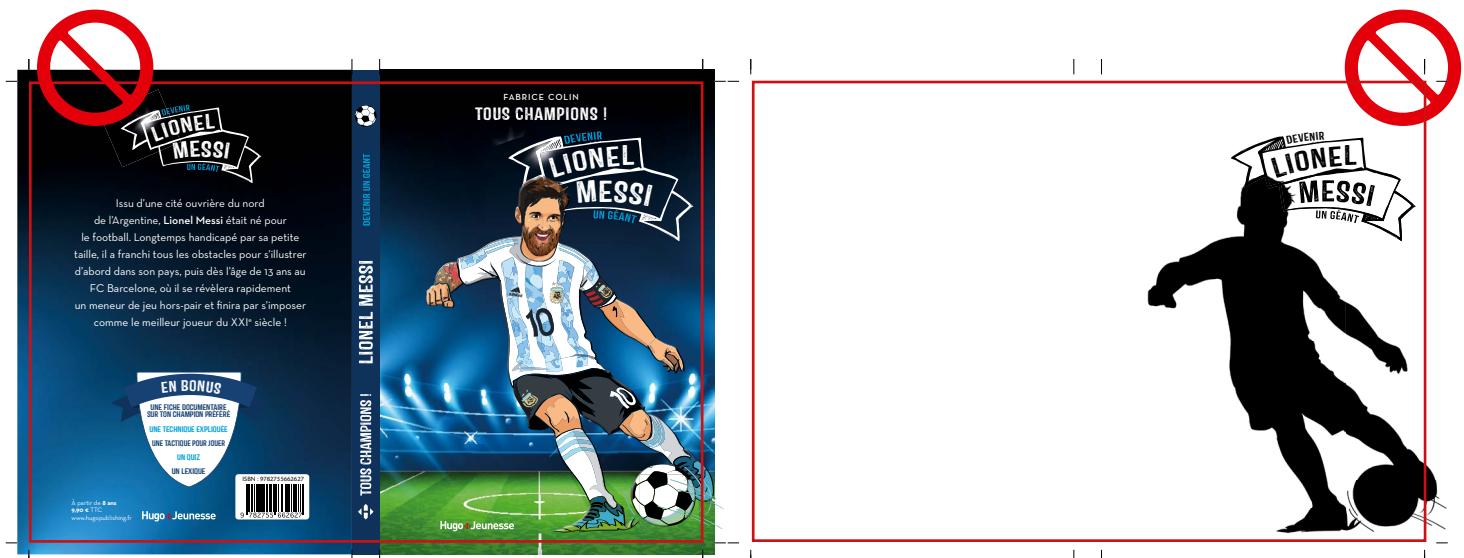 DEVENIR
LIONEL
MESSI
UN GÉANT
Issu d'une cité ouvrière du nord
de l'Argentine, Lionel Messi était né pour
le football. Longtemps handicapé par sa petite
taille, il a franchi tous les obstacles pour s'illustrer
d'abord dans son pays, puis dès l'âge de 13 ans au
FC Barcelone, où il se révèlera rapidement
un meneur de jeu hors-pair et finira par s'imposer
comme le meilleur joueur du XXIe siècle !
EN BONUS
UNE FICHE DOCUMENTAIRE
SUR TON CHAMPION PRÉFÉRÉ
UNE TECHNIQUE EXPLIQUÉE
UNE TACTIQUE POUR JOUER
UN QUIZ
UN LEXIQUE
À partir de 8 ans
9,90 € TTC
www.hugopublishing.fr
Hugo Jeunesse
ISBN : 9782755662627
9 782755 662627
TOUS CHAMPIONS !
LIONEL MESSI
DEVENIR UN GÉANT
FABRICE COLIN
TOUS CHAMPIONS !
DEVENIR
LIONEL
MESSI
UN GÉANT
10
10
Hugo Jeunesse
DEVENIR
LIONEL
MESSI
UN GÉANT